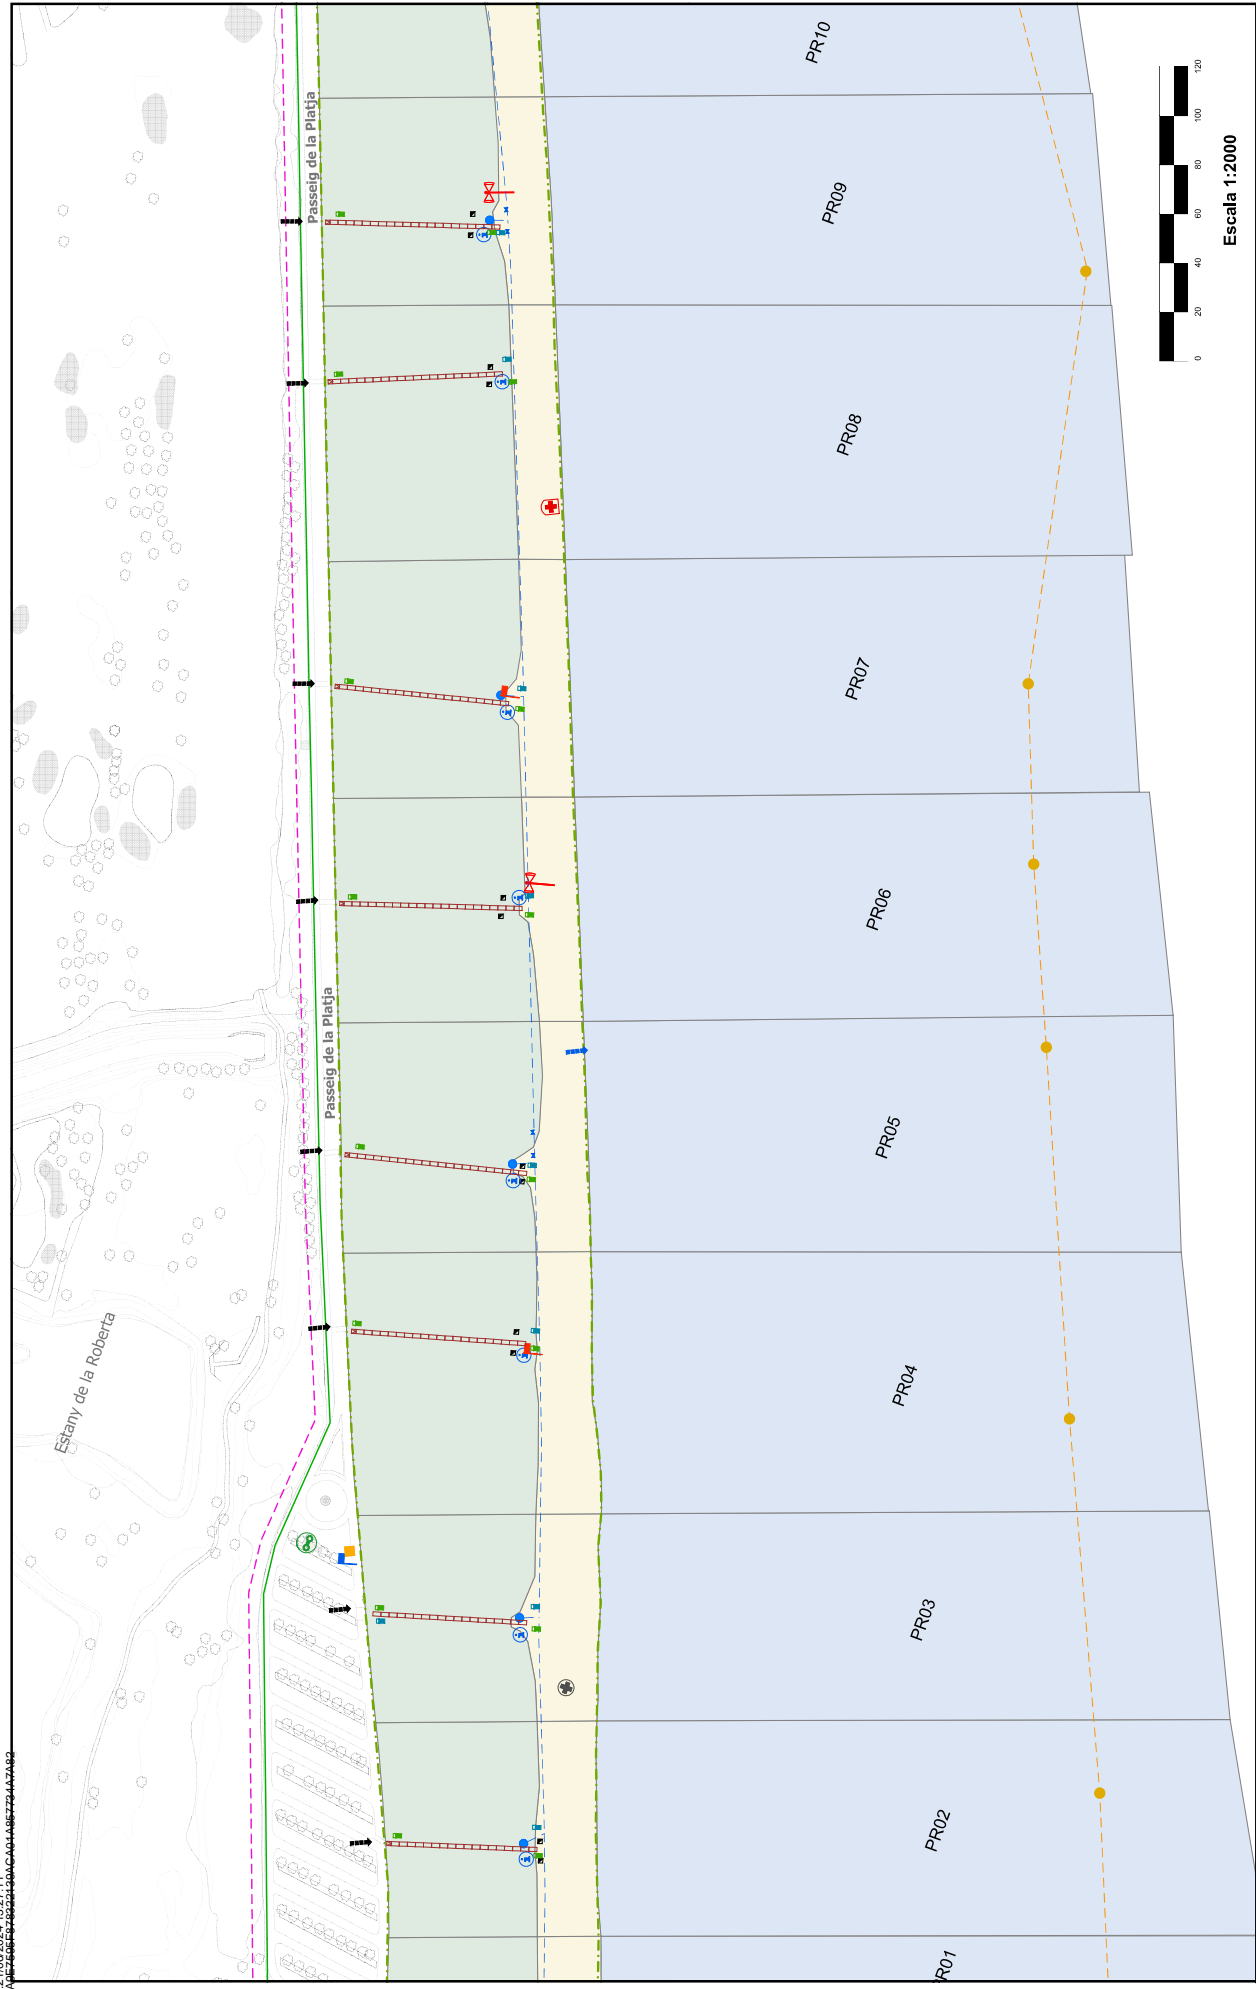 PR10
120
100
80
60
40
20
0
Escala 1:2000
Passeig de la Platja
PR09
PR08
PR07
PR06
Passeig de la Platja
PR05
Estany de la Roberta
PR04
PR03
PR02